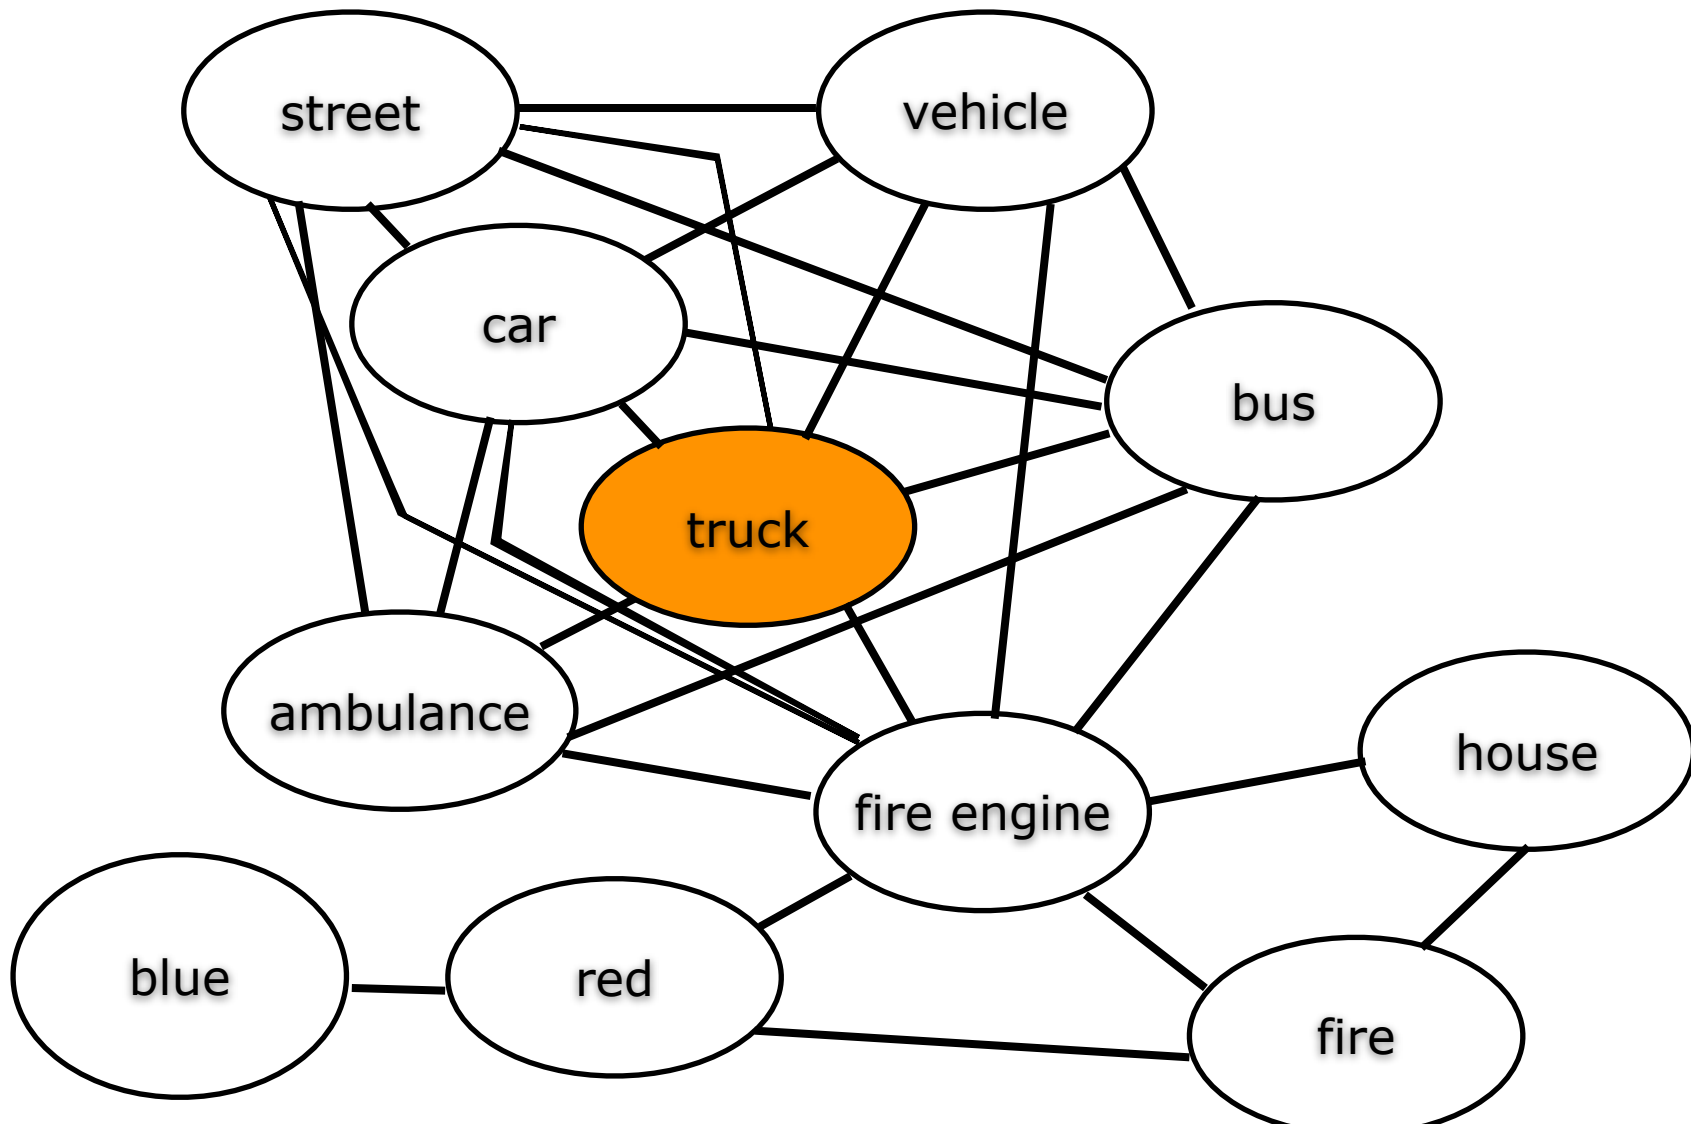 street
vehicle
car
bus
truck
ambulance
house
fire engine
blue
red
fire